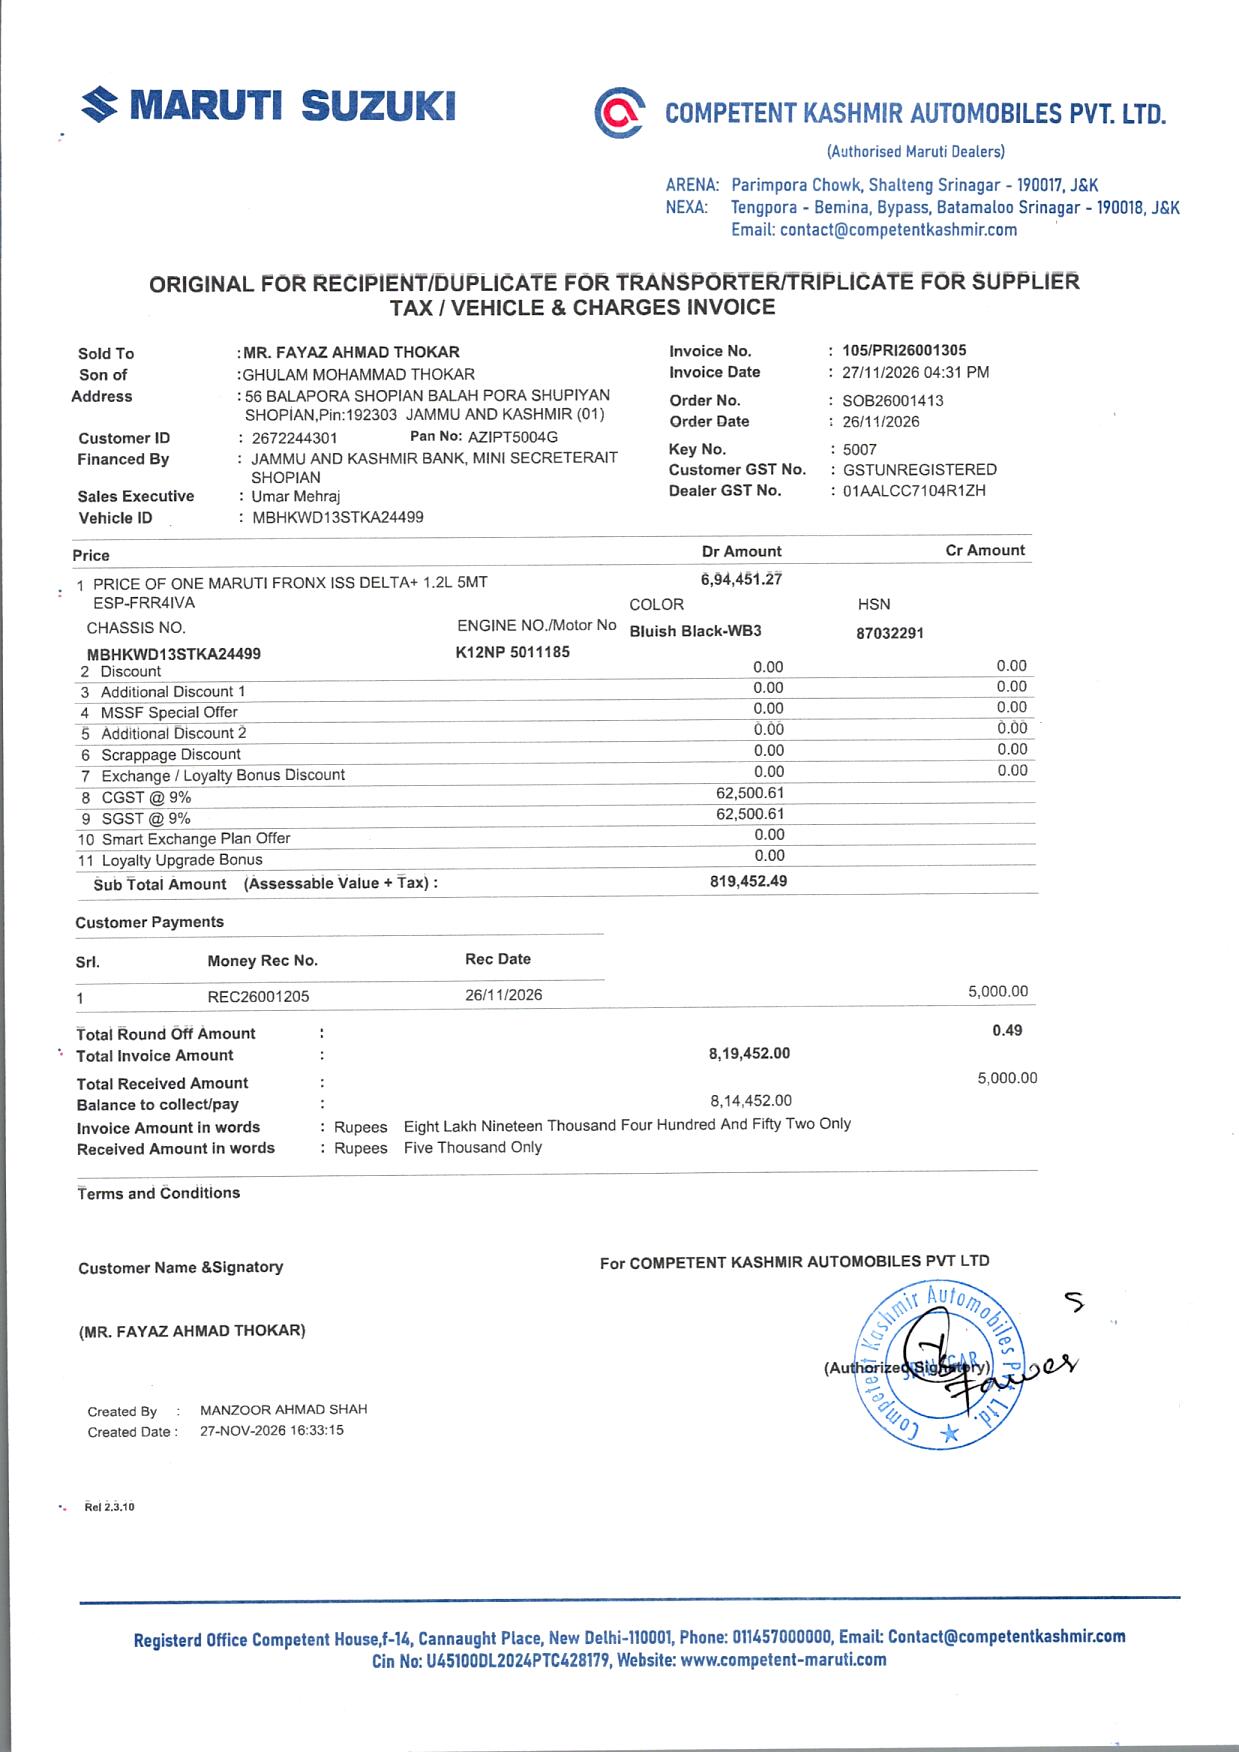 MARUTI SUZUKI
COMPETENT KASHMIR AUTOMOBILES PVT. LTD.
(Authorised Maruti Dealers)
ARENA: Parimpora Chowk, Shalteng Srinagar - 190017, J&K
NEXA: Tengpora - Bemina, Bypass, Batamaloo Srinagar - 190018, J&K
Email: contact@competentkashmir.com
ORIGINAL FOR RECIPIENT/DUPLICATE FOR TRANSPORTER/TRIPLICATE FOR SUPPLIER
TAX / VEHICLE & CHARGES INVOICE
Sold To :MR. FAYAZ AHMAD THOKAR
Son of :GHULAM MOHAMMAD THOKAR
Address : 56 BALAPORA SHOPIAN BALAH PORA SHUPIYAN
SHOPIAN,Pin:192303 JAMMU AND KASHMIR (01)
Customer ID : 2672244301 Pan No: AZIPT5004G
Financed By : JAMMU AND KASHMIR BANK, MINI SECRETERAIT
SHOPIAN
Sales Executive : Umar Mehraj
Vehicle ID : MBHKWD13STKA24499
Invoice No. : 105/PRI26001305
Invoice Date : 27/11/2026 04:31 PM
Order No. : SOB26001413
Order Date : 26/11/2026
Key No. : 5007
Customer GST No. : GSTUNREGISTERED
Dealer GST No. : 01AALCC7104R1ZH
Price Dr Amount Cr Amount
1 PRICE OF ONE MARUTI FRONX ISS DELTA+ 1.2L 5MT 6,94,451.27
ESP-FRR4IVA COLOR HSN
CHASSIS NO. ENGINE NO./Motor No Bluish Black-WB3 87032291
MBHKWD13STKA24499 K12NP 5011185
2 Discount 0.00 0.00
3 Additional Discount 1 0.00 0.00
4 MSSF Special Offer 0.00 0.00
5 Additional Discount 2 0.00 0.00
6 Scrappage Discount 0.00 0.00
7 Exchange / Loyalty Bonus Discount 0.00 0.00
8 CGST @ 9% 62,500.61
9 SGST @ 9% 62,500.61
10 Smart Exchange Plan Offer 0.00
11 Loyalty Upgrade Bonus 0.00
Sub Total Amount (Assessable Value + Tax) : 819,452.49
Customer Payments
Srl. Money Rec No. Rec Date
1 REC26001205 26/11/2026 5,000.00
Total Round Off Amount : 0.49
Total Invoice Amount : 8,19,452.00
Total Received Amount : 5,000.00
Balance to collect/pay : 8,14,452.00
Invoice Amount in words : Rupees Eight Lakh Nineteen Thousand Four Hundred And Fifty Two Only
Received Amount in words : Rupees Five Thousand Only
Terms and Conditions
Customer Name &Signatory
For COMPETENT KASHMIR AUTOMOBILES PVT LTD
(MR. FAYAZ AHMAD THOKAR)
Competent Kashmir Automobiles Pvt. Ltd.
SRINAGAR
(Authorized Signatory)
Created By : MANZOOR AHMAD SHAH
Created Date : 27-NOV-2026 16:33:15
Rel 2.3.10
Registerd Office Competent House,f-14, Cannaught Place, New Delhi-110001, Phone: 011457000000, Email: Contact@competentkashmir.com
Cin No: U45100DL2024PTC428179, Website: www.competent-maruti.com